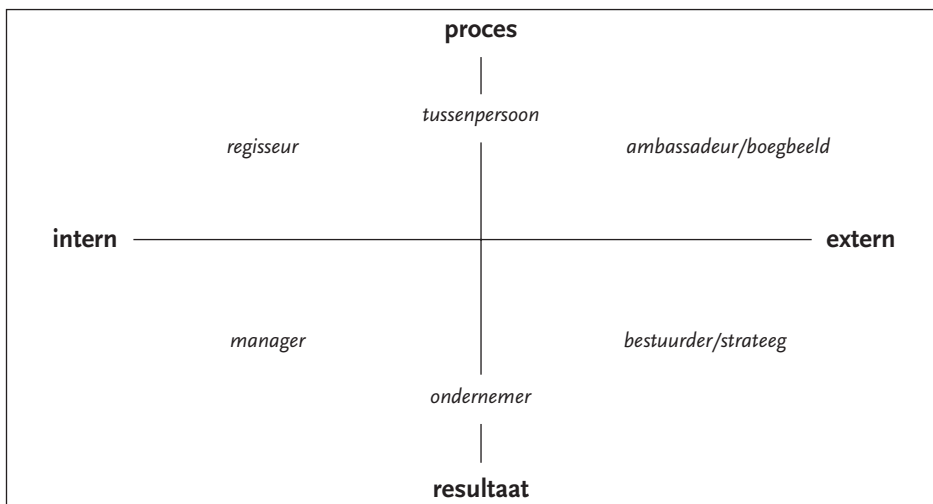 proces
tussenpersoon
regisseur
ambassadeur/boegbeeld
intern
extern
manager
bestuurder/strateeg
ondernemer
resultaat